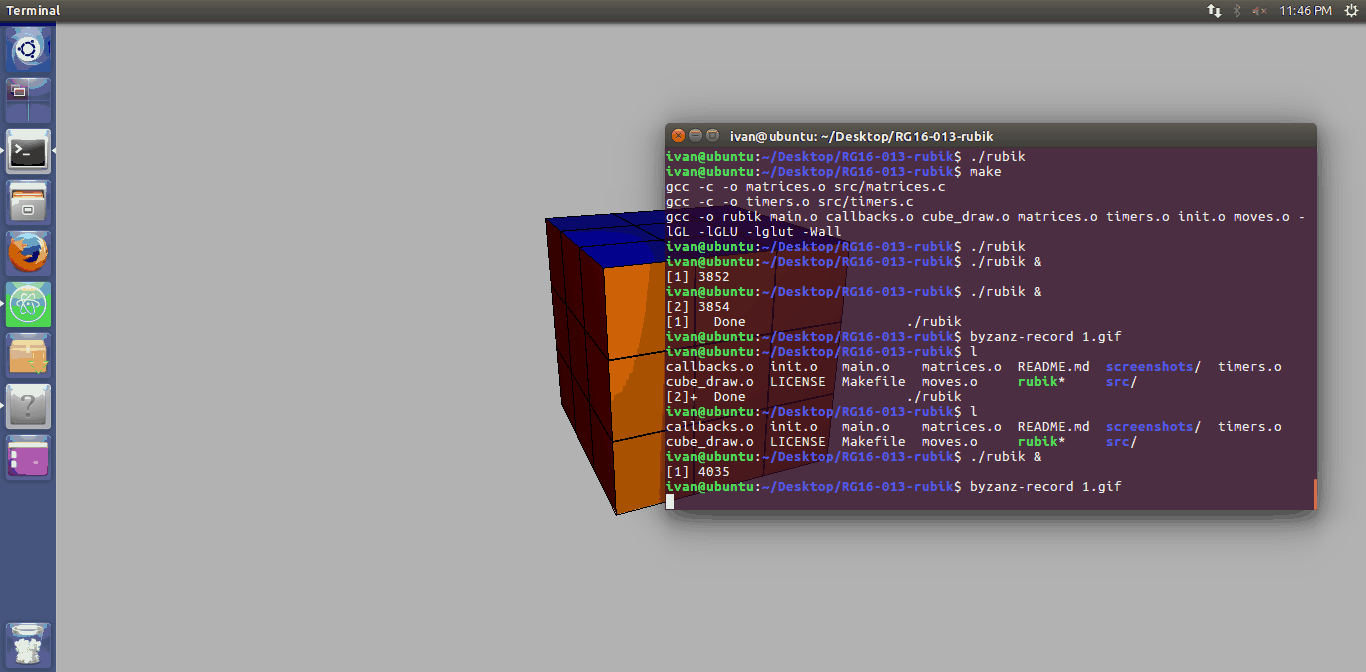 Terminal
11:46 PM
ivan@ubuntu: ~/Desktop/RG16-013-rubik
ivan@ubuntu:~/Desktop/RG16-013-rubik$ ./rubik
ivan@ubuntu:~/Desktop/RG16-013-rubik$ make
gcc -c -o matrices.o src/matrices.c
gcc -c -o timers.o src/timers.c
gcc -o rubik main.o callbacks.o cube_draw.o matrices.o timers.o init.o moves.o -
lGL -lGLU -lglut -Wall
ivan@ubuntu:~/Desktop/RG16-013-rubik$ ./rubik
ivan@ubuntu:~/Desktop/RG16-013-rubik$ ./rubik &
[1] 3852
ivan@ubuntu:~/Desktop/RG16-013-rubik$ ./rubik &
[2] 3854
[1]   Done                    ./rubik
ivan@ubuntu:~/Desktop/RG16-013-rubik$ byzanz-record 1.gif
ivan@ubuntu:~/Desktop/RG16-013-rubik$ l
callbacks.o  init.o   main.o    matrices.o  README.md  screenshots/  timers.o
cube_draw.o  LICENSE  Makefile  moves.o     rubik*     src/
[2]+  Done                    ./rubik
ivan@ubuntu:~/Desktop/RG16-013-rubik$ l
callbacks.o  init.o   main.o    matrices.o  README.md  screenshots/  timers.o
cube_draw.o  LICENSE  Makefile  moves.o     rubik*     src/
ivan@ubuntu:~/Desktop/RG16-013-rubik$ ./rubik &
[1] 4035
ivan@ubuntu:~/Desktop/RG16-013-rubik$ byzanz-record 1.gif